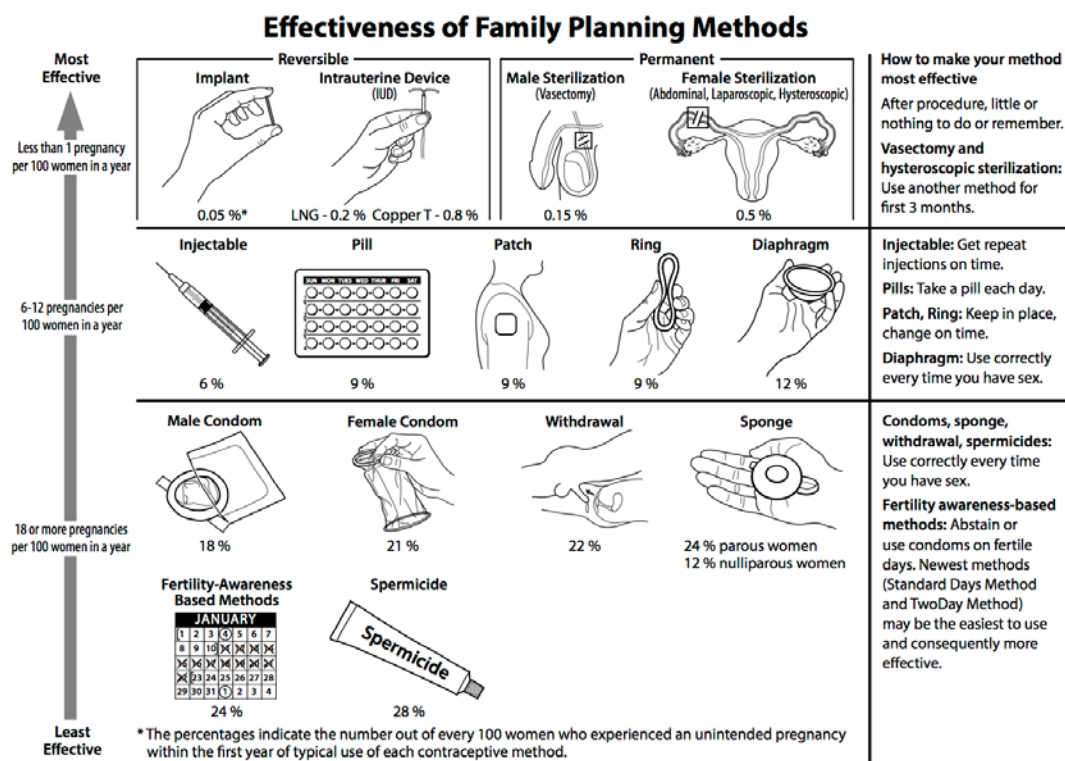 Effectiveness of Family Planning Methods
Most
Effective
Less than 1 pregnancy
per 100 women in a year
6-12 pregnancies per
100 women in a year
18 or more pregnancies
per 100 women in a year
Least
Effective
Reversible
Implant
0.05 %*
Intrauterine Device
(IUD)
LNG - 0.2 % Copper T - 0.8 %
Permanent
Male Sterilization
(Vasectomy)
0.15 %
Female Sterilization
(Abdominal, Laparoscopic, Hysteroscopic)
0.5 %
How to make your method
most effective
After procedure, little or
nothing to do or remember.
Vasectomy and
hysteroscopic sterilization:
Use another method for
first 3 months.
Injectable
6 %
Pill
SUN MON TUES WED THUR FRI SAT
1
2
3
4
9 %
Patch
9 %
Ring
9 %
Diaphragm
12 %
Injectable: Get repeat
injections on time.
Pills: Take a pill each day.
Patch, Ring: Keep in place,
change on time.
Diaphragm: Use correctly
every time you have sex.
Male Condom
18 %
Female Condom
21 %
Withdrawal
22 %
Sponge
24 % parous women
12 % nulliparous women
Condoms, sponge,
withdrawal, spermicides:
Use correctly every time
you have sex.
Fertility awareness-based
methods: Abstain or
use condoms on fertile
days. Newest methods
(Standard Days Method
and TwoDay Method)
may be the easiest to use
and consequently more
effective.
Fertility-Awareness
Based Methods
JANUARY
1 2 3 4 5 6 7
8 9 10
23 24 25 26 27 28
29 30 31 1 2 3 4
24 %
Spermicide
Spermicide
28 %
* The percentages indicate the number out of every 100 women who experienced an unintended pregnancy
within the first year of typical use of each contraceptive method.